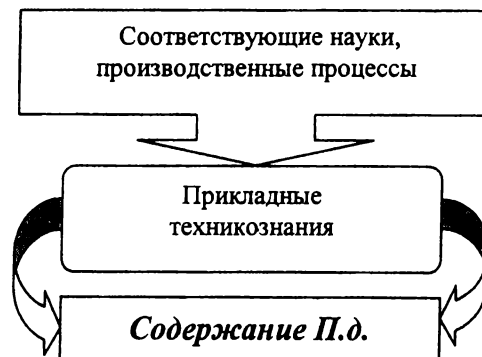 Соответствующие науки,
производственные процессы
Прикладные
техникознания
Содержание П.д.